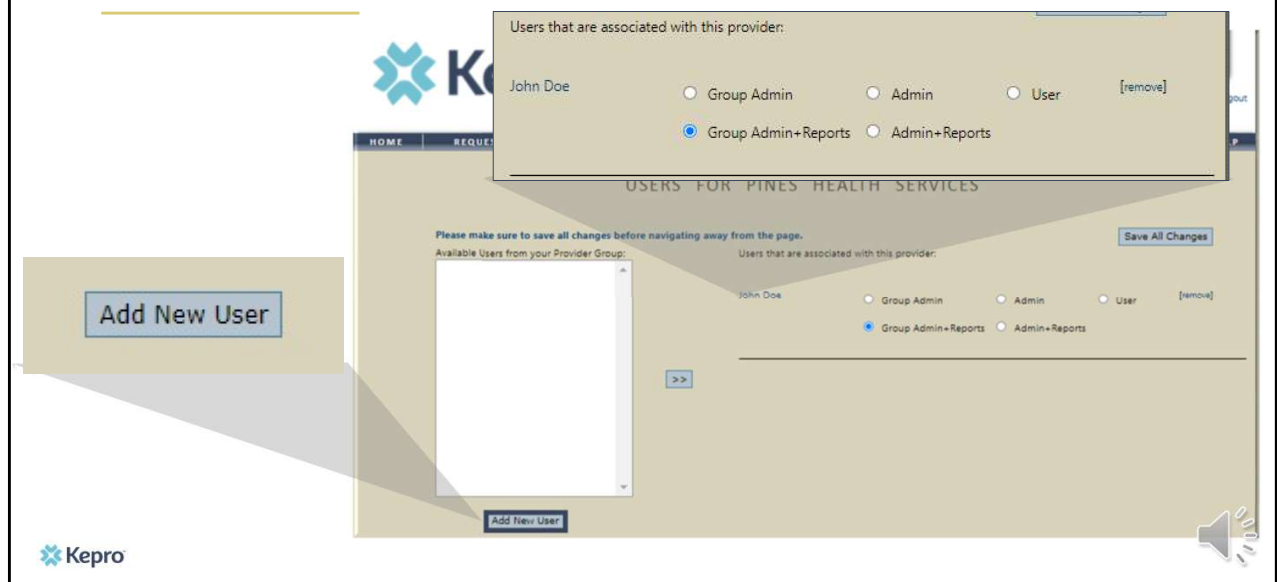 Users that are associated with this provider:
John Doe
Group Admin
Admin
User
[remove]
Group Admin+Reports
Admin+Reports
HOME
USERS FOR PINES HEALTH SERVICES
Please make sure to save all changes before navigating away from the page.
Save All Changes
Available Users from your Provider Group:
Users that are associated with this provider:
John Doe
Group Admin
Admin
User
[remove]
Group Admin+Reports
Admin+Reports
>>
Add New User
Add New User
Kepro